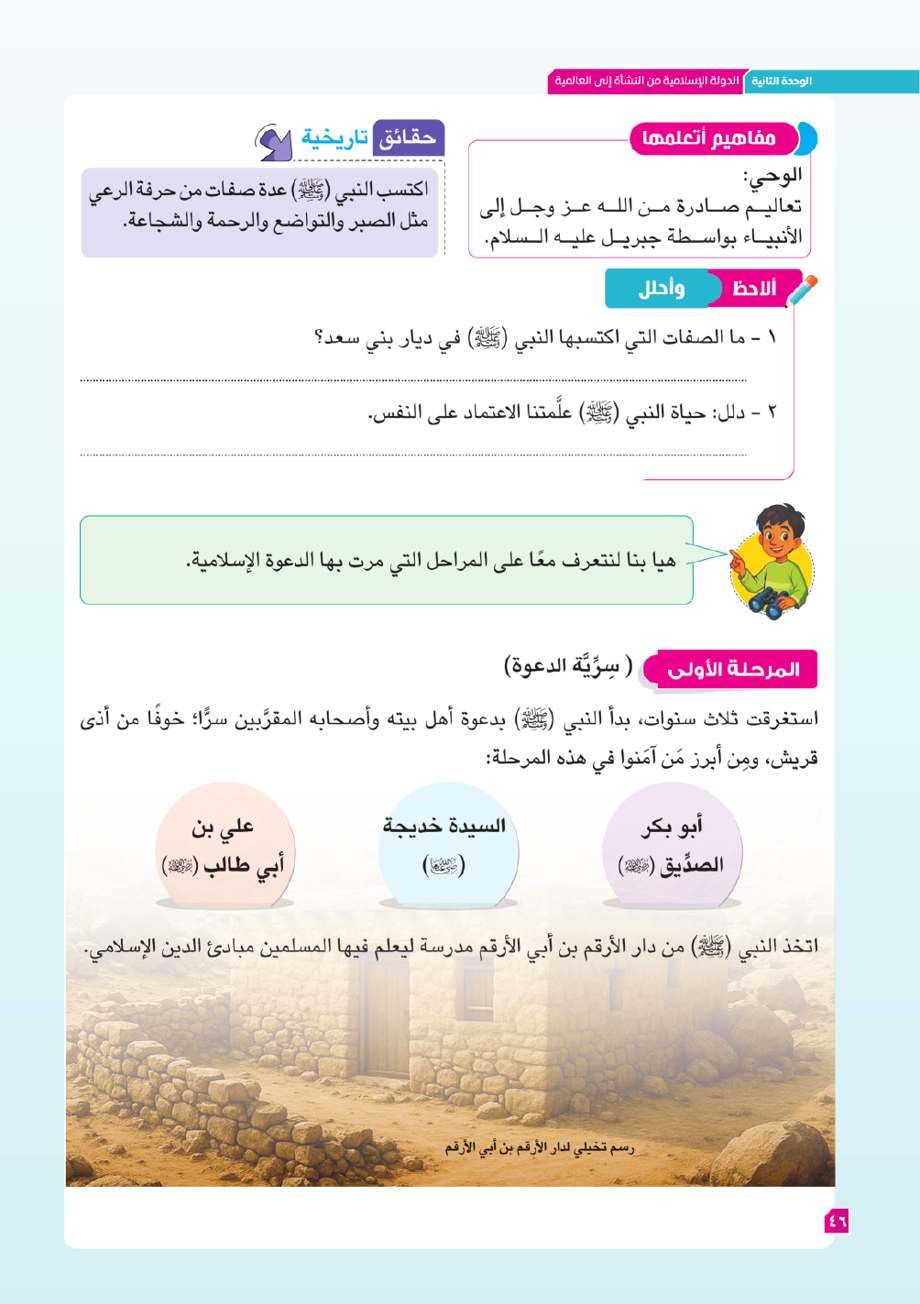 الوحدة الثانية
الدولة الإسلامية من النشأة إلى العالمية
مفاهيم أتعلمها
الوحي:
تعاليم صادرة من الله عز وجل إلى
الأنبياء بواسطة جبريل عليه السلام.
حقائق تاريخية
اكتسب النبي (ﷺ) عدة صفات من حرفة الرعي
مثل الصبر والتواضع والرحمة والشجاعة.
ألاحظ وأحلل
١ - ما الصفات التي اكتسبها النبي (ﷺ) في ديار بني سعد؟
٢ - دلل: حياة النبي (ﷺ) علَّمتنا الاعتماد على النفس.
هيا بنا لنتعرف معًا على المراحل التي مرت بها الدعوة الإسلامية.
المرحلة الأولى ( سِرِّيَّة الدعوة)
استغرقت ثلاث سنوات، بدأ النبي (ﷺ) بدعوة أهل بيته وأصحابه المقرَّبين سرًّا؛ خوفًا من أذى
قريش، ومِن أبرز مَن آمَنوا في هذه المرحلة:
أبو بكر
الصدِّيق (رضي الله عنه)
السيدة خديجة
(رضي الله عنها)
علي بن
أبي طالب (رضي الله عنه)
اتخذ النبي (ﷺ) من دار الأرقم بن أبي الأرقم مدرسة ليعلم فيها المسلمين مبادئ الدين الإسلامي.
رسم تخيلي لدار الأرقم بن أبي الأرقم
٤٦